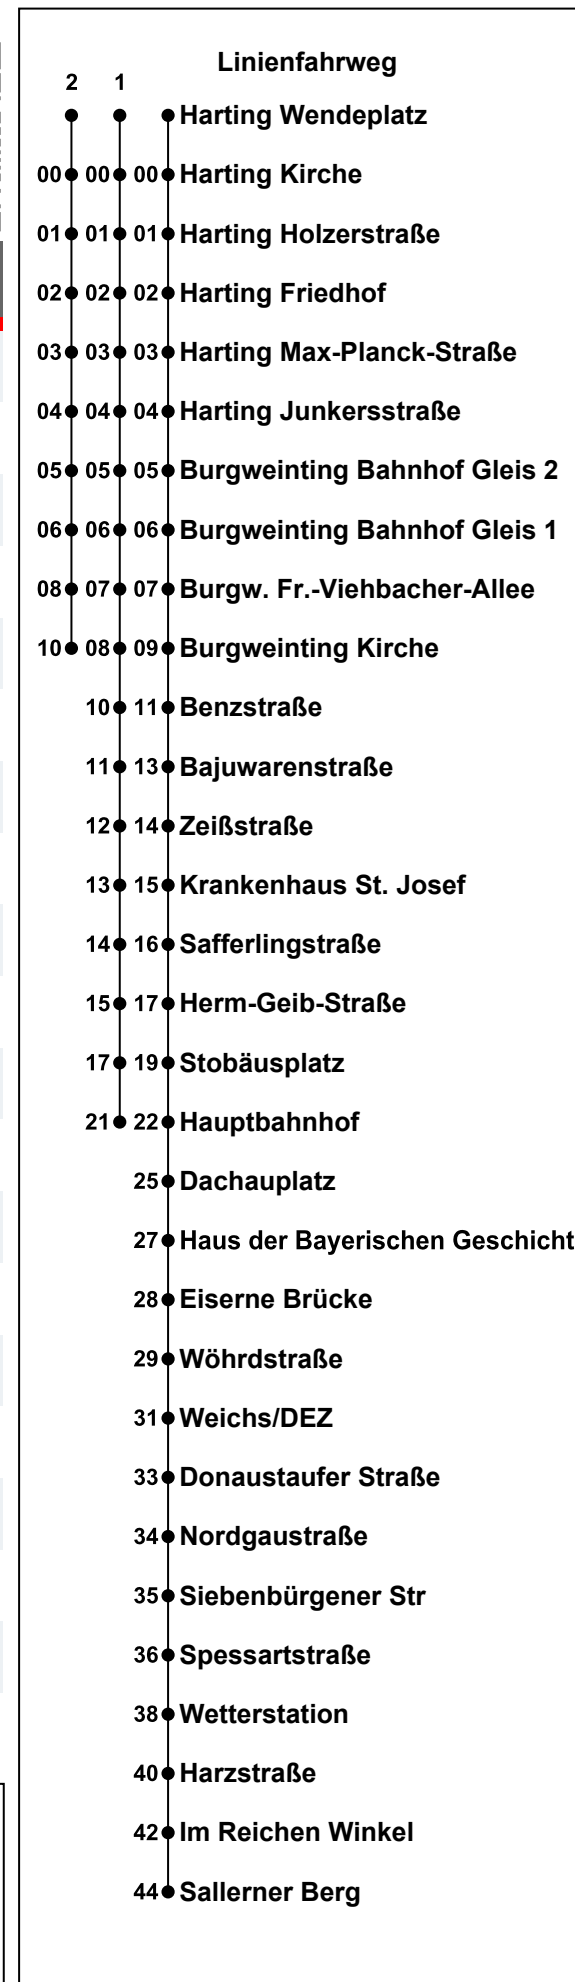 Linienfahrweg
2 1
Harting Wendeplatz
00 00 00 Harting Kirche
01 01 01 Harting Holzerstraße
02 02 02 Harting Friedhof
03 03 03 Harting Max-Planck-Straße
04 04 04 Harting Junkersstraße
05 05 05 Burgweinting Bahnhof Gleis 2
06 06 06 Burgweinting Bahnhof Gleis 1
08 07 07 Burgw. Fr.-Viehbacher-Allee
10 08 09 Burgweinting Kirche
10 11 Benzstraße
11 13 Bajuwarenstraße
12 14 Zeißstraße
13 15 Krankenhaus St. Josef
14 16 Safferlingstraße
15 17 Herm-Geib-Straße
17 19 Stobäusplatz
21 22 Hauptbahnhof
25 Dachauplatz
27 Haus der Bayerischen Geschicht
28 Eiserne Brücke
29 Wöhrdstraße
31 Weichs/DEZ
33 Donaustaufer Straße
34 Nordgaustraße
35 Siebenbürgener Str
36 Spessartstraße
38 Wetterstation
40 Harzstraße
42 Im Reichen Winkel
44 Sallerner Berg